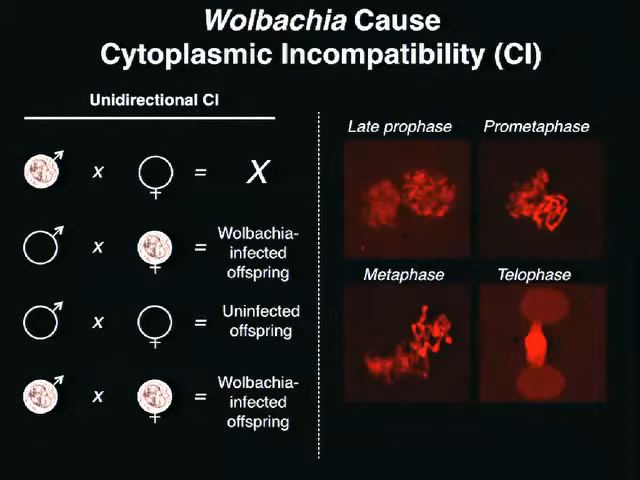 Wolbachia Cause
Cytoplasmic Incompatibility (CI)
Unidirectional CI
x = X
x = Wolbachia-
infected
offspring
x = Uninfected
offspring
x = Wolbachia-
infected
offspring
Late prophase
Prometaphase
Metaphase
Telophase